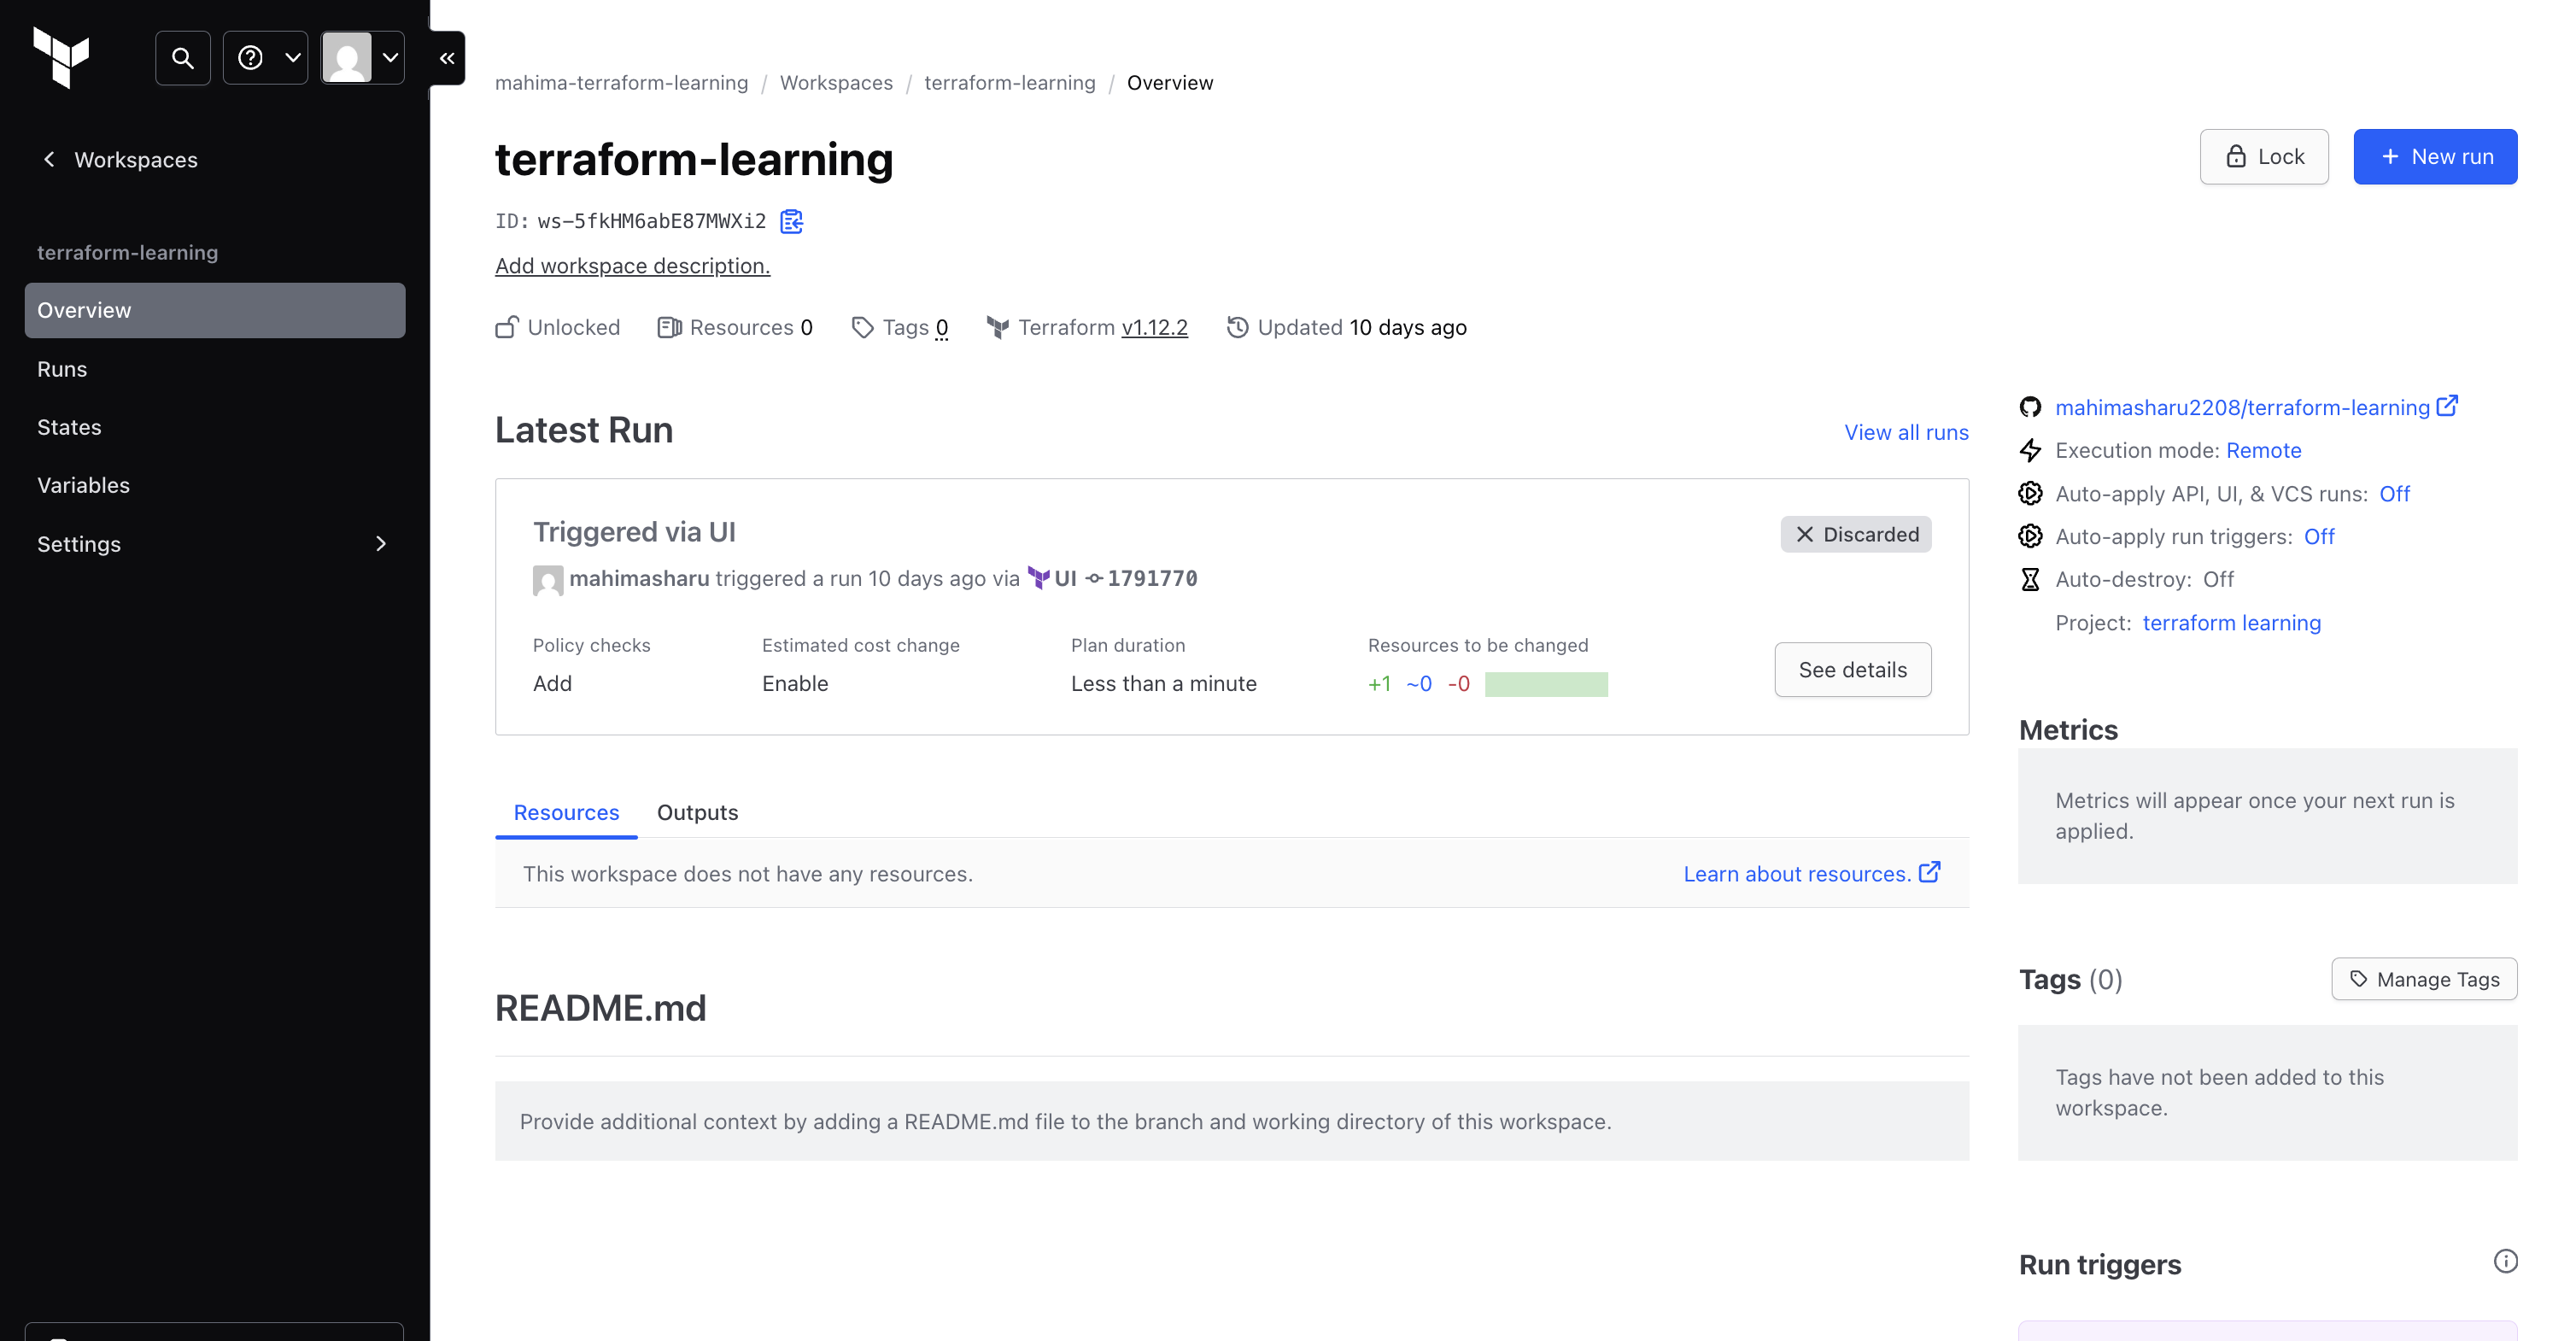 Workspaces
terraform-learning
Overview
Runs
States
Variables
Settings
mahima-terraform-learning / Workspaces / terraform-learning / Overview
terraform-learning
Lock
+ New run
ID: ws-5fkHM6abE87MWXi2
Add workspace description.
Unlocked Resources 0 Tags 0 Terraform v1.12.2 Updated 10 days ago
Latest Run
View all runs
Triggered via UI
Discarded
mahimasharu triggered a run 10 days ago via UI 1791770
Policy checks Estimated cost change Plan duration Resources to be changed
Add Enable Less than a minute +1 ~0 -0
See details
Resources Outputs
This workspace does not have any resources.
Learn about resources.
README.md
Provide additional context by adding a README.md file to the branch and working directory of this workspace.
mahimasharu2208/terraform-learning
Execution mode: Remote
Auto-apply API, UI, & VCS runs: Off
Auto-apply run triggers: Off
Auto-destroy: Off
Project: terraform learning
Metrics
Metrics will appear once your next run is
applied.
Tags (0)
Manage Tags
Tags have not been added to this
workspace.
Run triggers